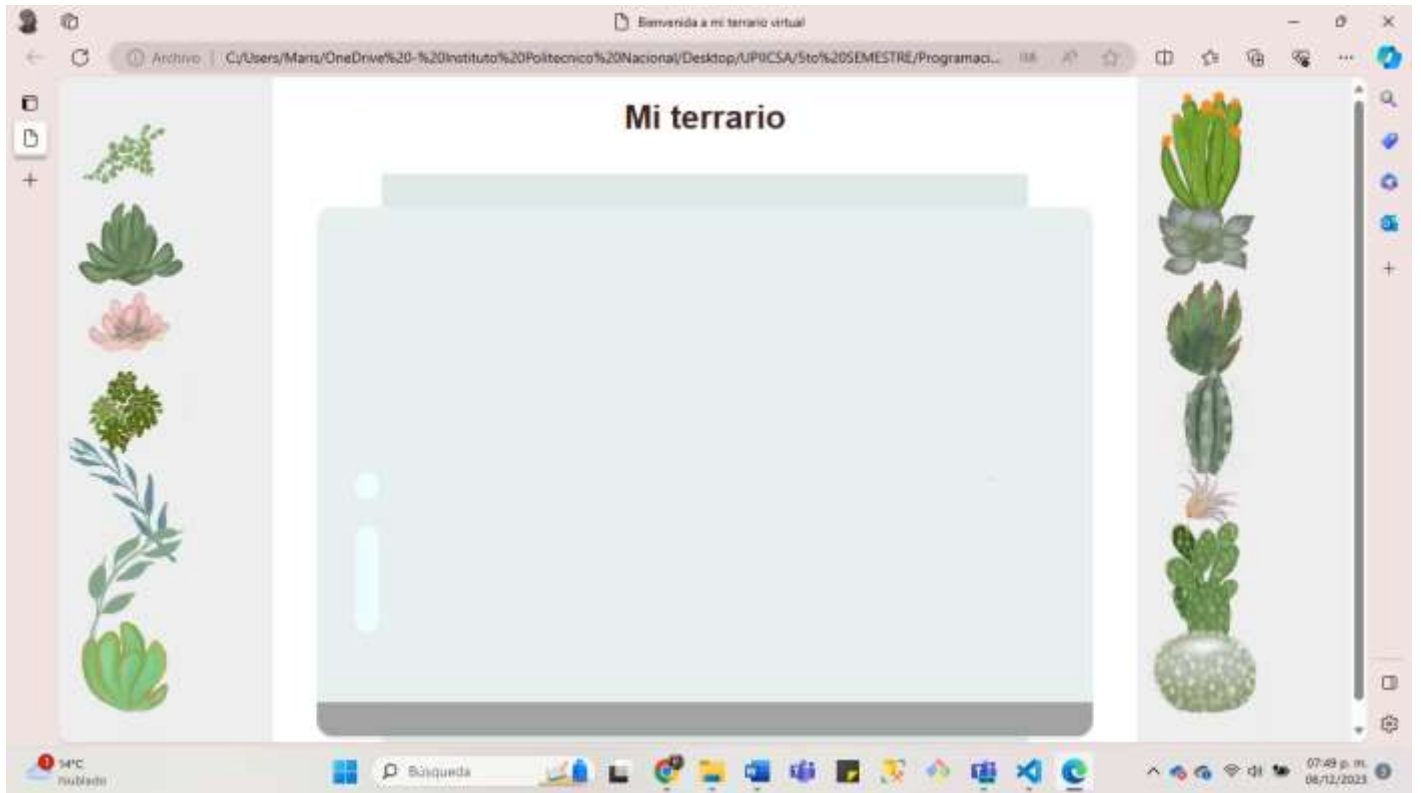 Bienvenida a mi terrario virtual
Archivo | C:/Users/Maris/OneDrive%20-%20Instituto%20Politecnico%20Nacional/Desktop/UPIICSA/5to%20SEMESTRE/Programaci...
Mi terrario
14°C
Nublado
Búsqueda
07:49 p. m.
06/12/2023